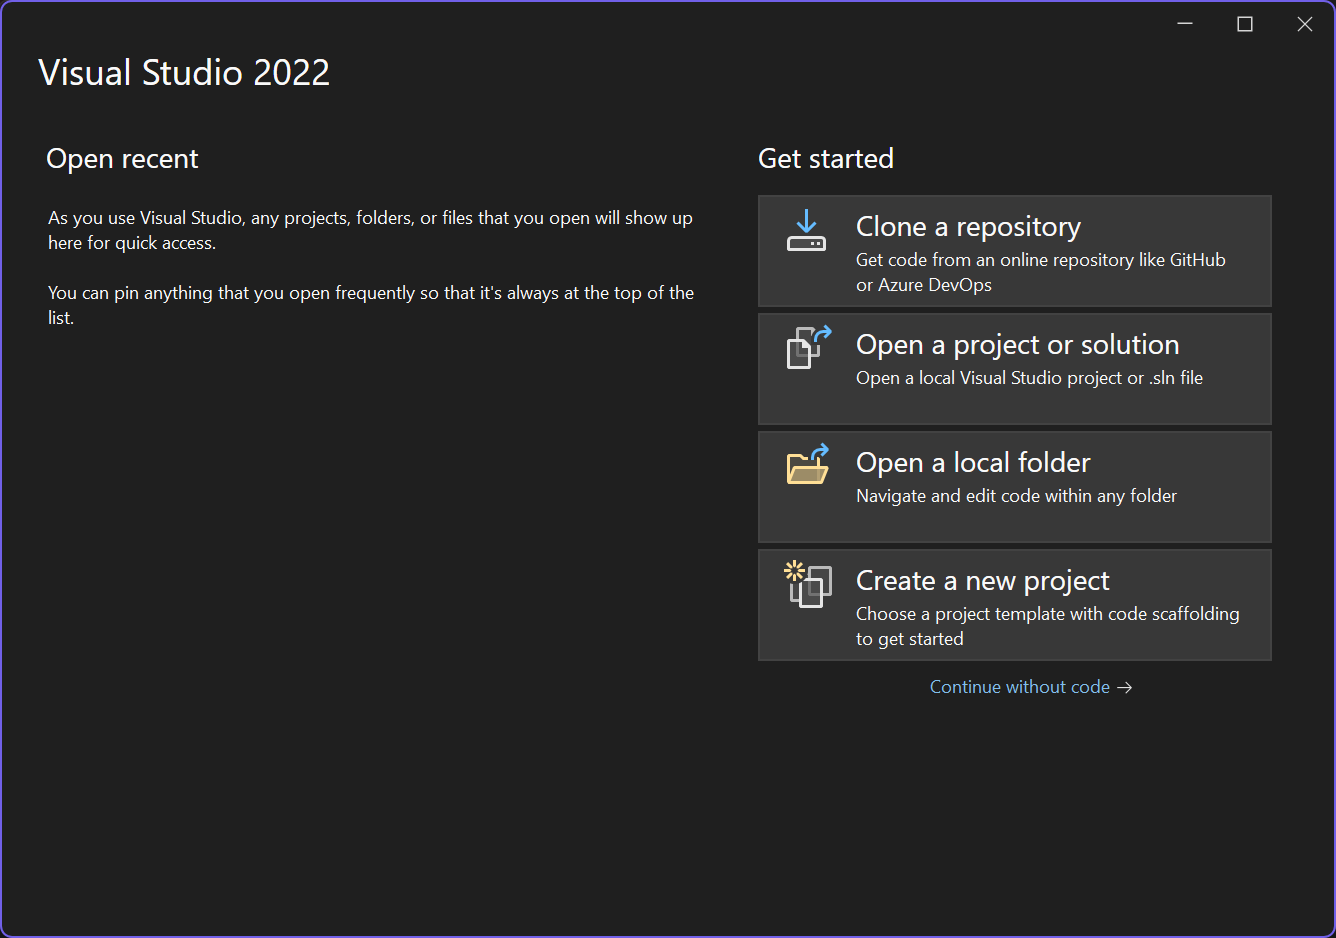 Visual Studio 2022
Open recent
As you use Visual Studio, any projects, folders, or files that you open will show up
here for quick access.
You can pin anything that you open frequently so that it's always at the top of the
list.
Get started
Clone a repository
Get code from an online repository like GitHub
or Azure DevOps
Open a project or solution
Open a local Visual Studio project or .sln file
Open a local folder
Navigate and edit code within any folder
Create a new project
Choose a project template with code scaffolding
to get started
Continue without code →